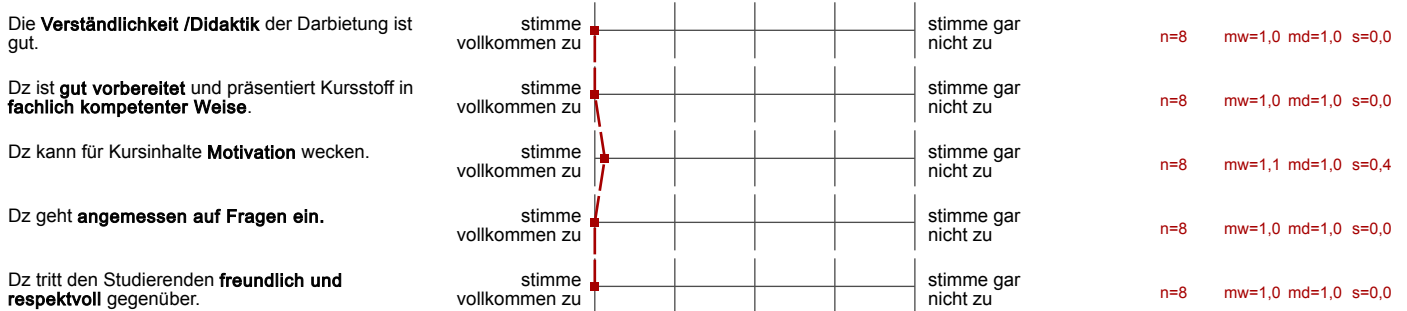 Die Verständlichkeit /Didaktik der Darbietung ist
gut.
stimme
vollkommen zu
stimme gar
nicht zu
n=8 mw=1,0 md=1,0 s=0,0
Dz ist gut vorbereitet und präsentiert Kursstoff in
fachlich kompetenter Weise.
stimme
vollkommen zu
stimme gar
nicht zu
n=8 mw=1,0 md=1,0 s=0,0
Dz kann für Kursinhalte Motivation wecken.
stimme
vollkommen zu
stimme gar
nicht zu
n=8 mw=1,1 md=1,0 s=0,4
Dz geht angemessen auf Fragen ein.
stimme
vollkommen zu
stimme gar
nicht zu
n=8 mw=1,0 md=1,0 s=0,0
Dz tritt den Studierenden freundlich und
respektvoll gegenüber.
stimme
vollkommen zu
stimme gar
nicht zu
n=8 mw=1,0 md=1,0 s=0,0